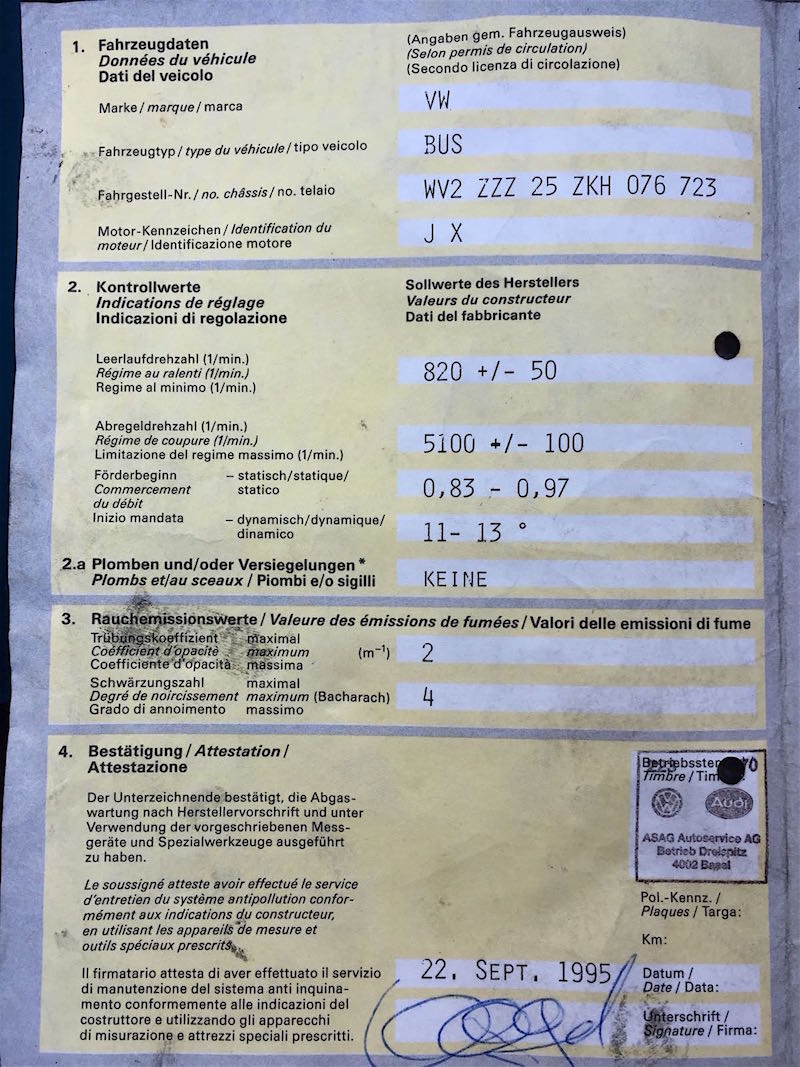 1. Fahrzeugdaten
Données du véhicule
Dati del veicolo
(Angaben gem. Fahrzeugausweis)
(Selon permis de circulation)
(Secondo licenza di circolazione)
Marke / marque / marca VW
Fahrzeugtyp / type du véhicule / tipo veicolo BUS
Fahrgestell-Nr. / no. châssis / no. telaio WV2 ZZZ 25 ZKH 076 723
Motor-Kennzeichen / Identification du
moteur / Identificazione motore J X
2. Kontrollwerte
Indications de réglage
Indicazioni di regolazione
Sollwerte des Herstellers
Valeurs du constructeur
Dati del fabbricante
Leerlaufdrehzahl (1/min.)
Régime au ralenti (1/min.)
Regime al minimo (1/min.)
820 +/- 50
Abregeldrehzahl (1/min.)
Régime de coupure (1/min.)
Limitazione del regime massimo (1/min.)
5100 +/- 100
Förderbeginn – statisch/statique/
Commercement statico
du débit
0,83 - 0,97
Inizio mandata – dynamisch/dynamique/
dinamico
11- 13 °
2.a Plomben und/oder Versiegelungen *
Plombs et/au sceaux / Piombi e/o sigilli
KEINE
3. Rauchemissionswerte / Valeure des émissions de fumées / Valori delle emissioni di fume
Trübungskoeffizient maximal
Coéfficient d'opacité maximum (m⁻¹)
Coefficiente d'opacità massima
2
Schwärzungszahl maximal
Degré de noircissement maximum (Bacharach)
Grado di annoimento massimo
4
4. Bestätigung / Attestation /
Attestazione
Der Unterzeichnende bestätigt, die Abgas-
wartung nach Herstellervorschrift und unter
Verwendung der vorgeschriebenen Mess-
geräte und Spezialwerkzeuge ausgeführt
zu haben.
Le soussigné atteste avoir effectué le service
d'entretien du système antipollution confor-
mément aux indications du constructeur,
en utilisant les appareils de mesure et
outils spéciaux prescrits.
Il firmatario attesta di aver effettuato il servizio
di manutenzione del sistema anti inquina-
mento conformemente alle indicazioni del
costruttore e utilizzando gli apparecchi
di misurazione e attrezzi speciali prescritti.
Timbre
Audi
ASAG Autoservice AG
Betrieb Dreispitz
4002 Basel
Pol.-Kennz. /
Plaques / Targa:
Km:
22. SEPT. 1995
Datum /
Date / Data:
Unterschrift /
Signature / Firma: